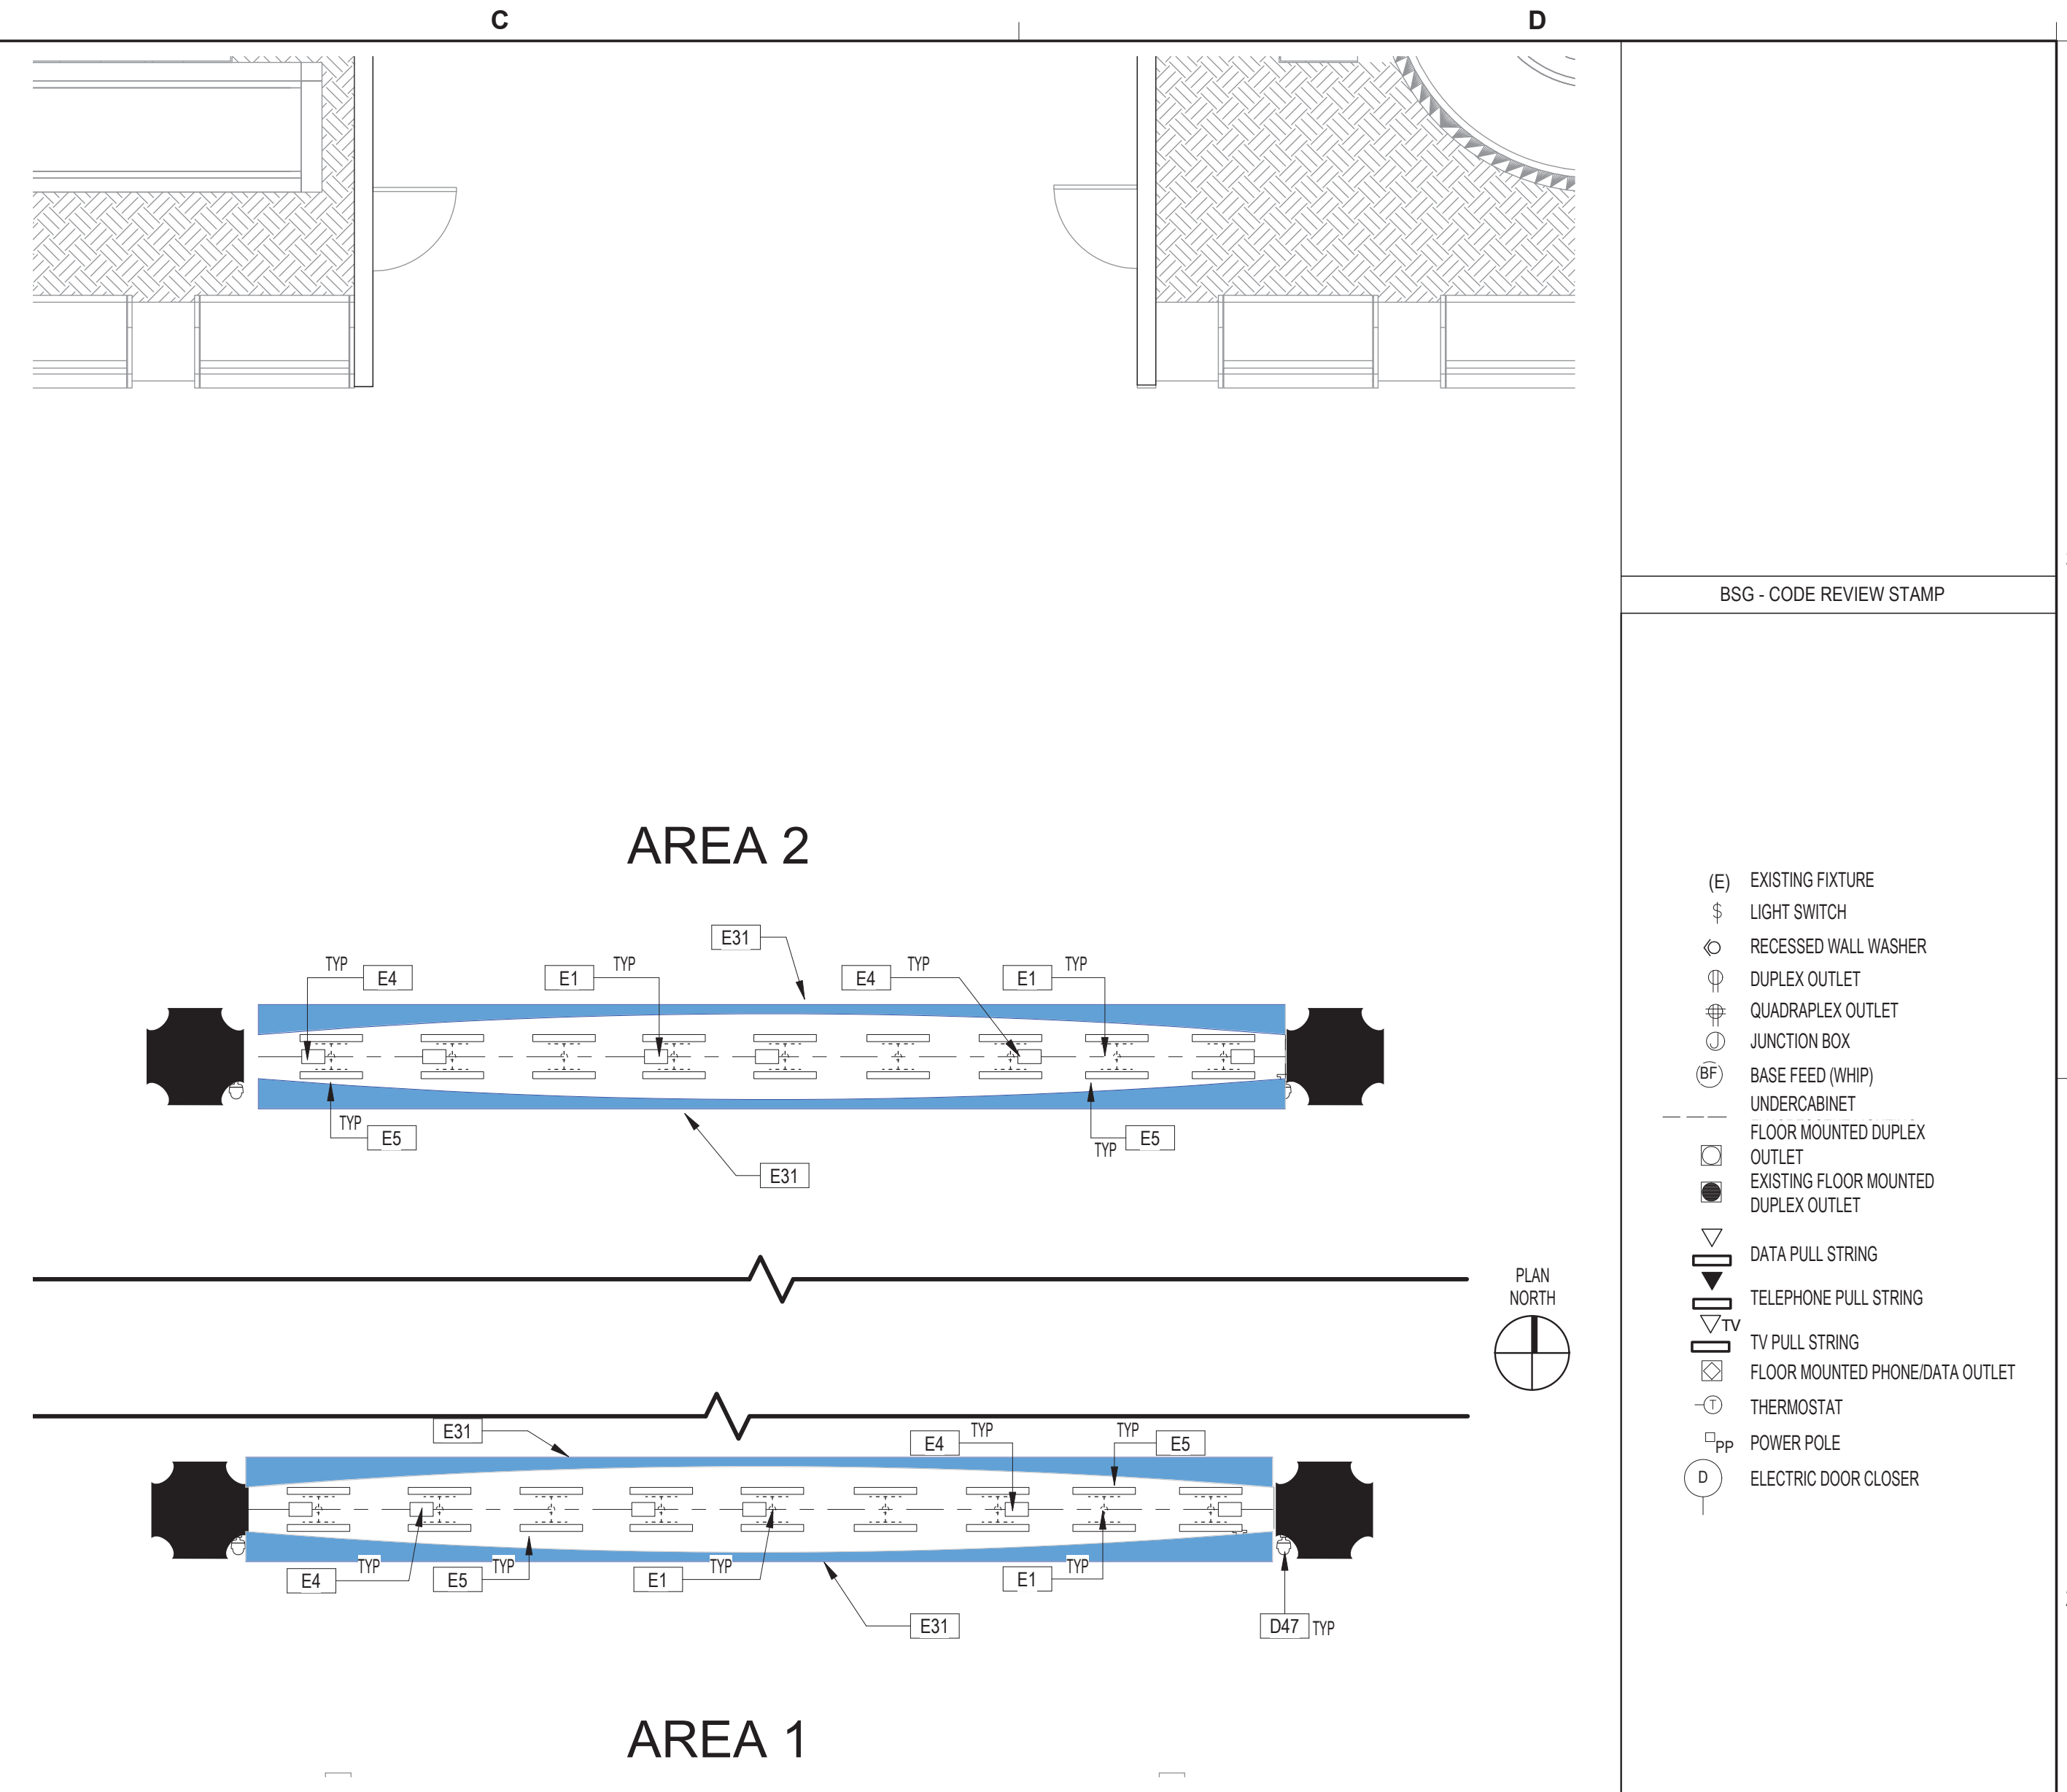 C
D
BSG - CODE REVIEW STAMP
AREA 2
E31
TYP
E4
E1
TYP
E4
TYP
E1
TYP
TYP
E5
TYP
E5
E31
PLAN
NORTH
E31
E4
TYP
TYP
E5
E4
TYP
E5
TYP
E1
TYP
E1
TYP
E31
D47
TYP
AREA 1
(E) EXISTING FIXTURE
$ LIGHT SWITCH
RECESSED WALL WASHER
DUPLEX OUTLET
QUADRAPLEX OUTLET
J JUNCTION BOX
BF BASE FEED (WHIP)
UNDERCABINET
FLOOR MOUNTED DUPLEX
OUTLET
EXISTING FLOOR MOUNTED
DUPLEX OUTLET
DATA PULL STRING
TELEPHONE PULL STRING
TV
TV PULL STRING
FLOOR MOUNTED PHONE/DATA OUTLET
T THERMOSTAT
PP POWER POLE
D ELECTRIC DOOR CLOSER